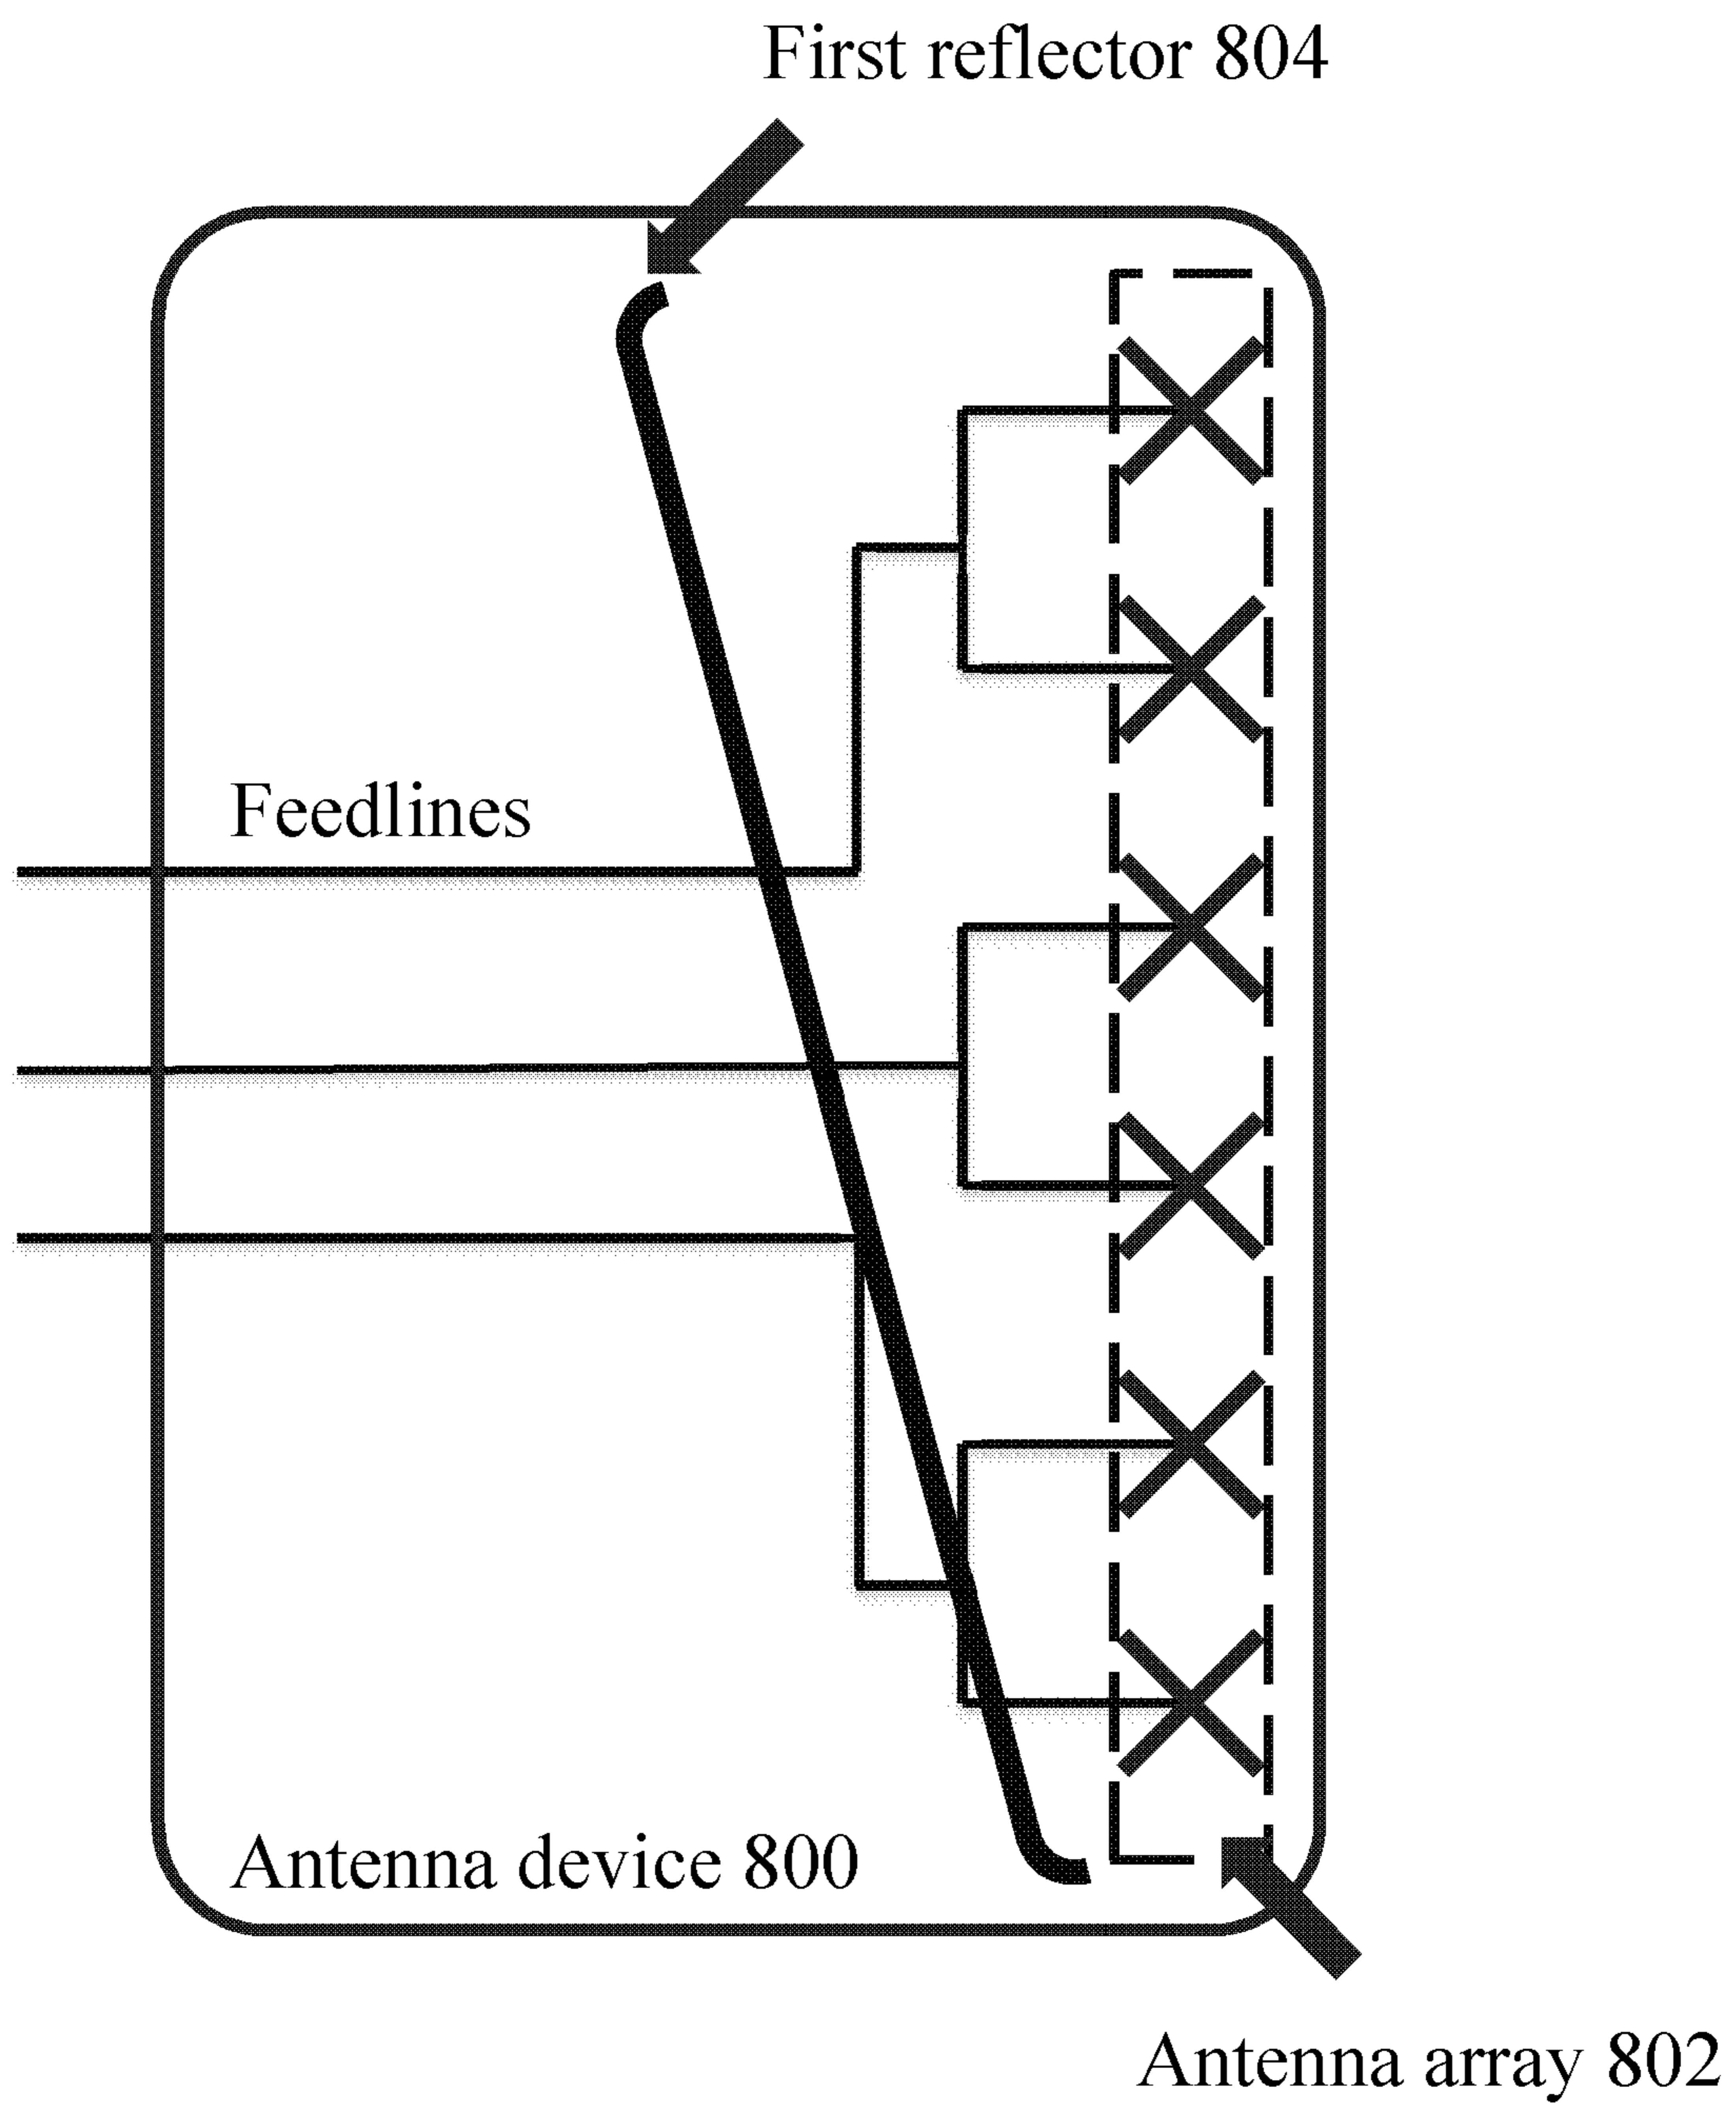 First reflector 804
Feedlines
Antenna device 800
Antenna array 802